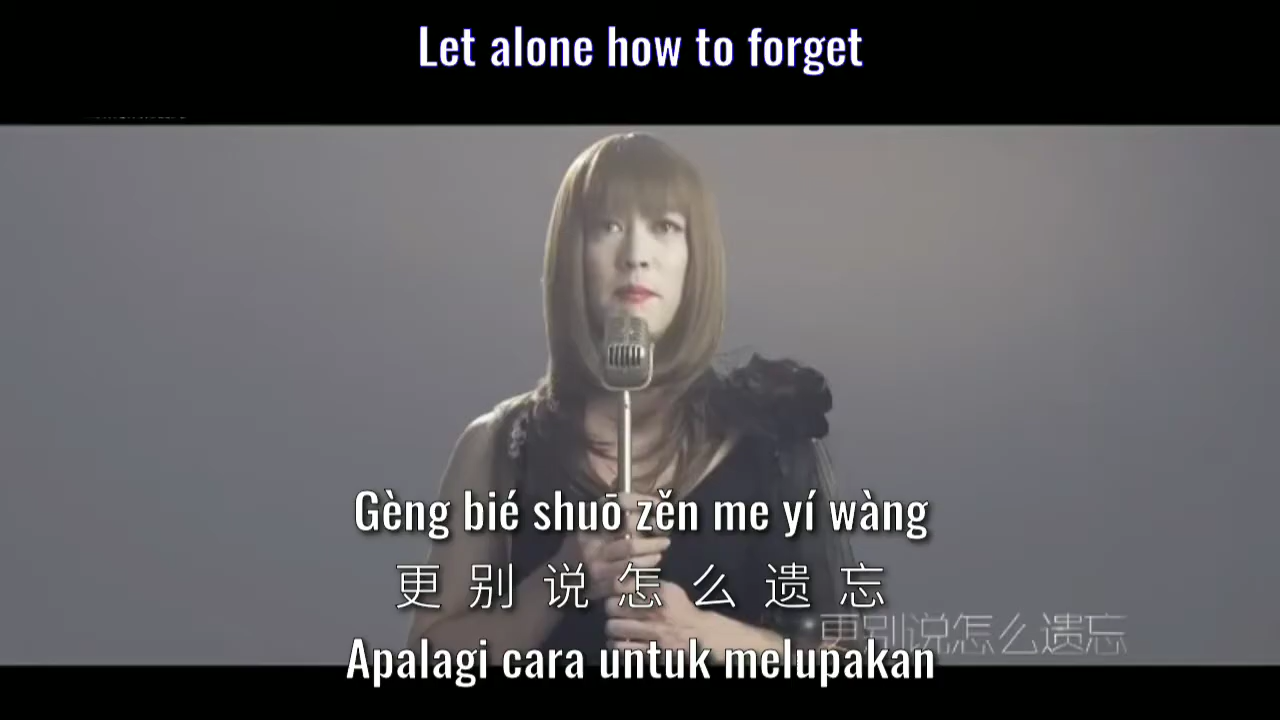 Let alone how to forget
Gèng bié shuō zěn me yí wàng
更别说怎么遗忘
更别说怎么遗忘
Apalagi cara untuk melupakan